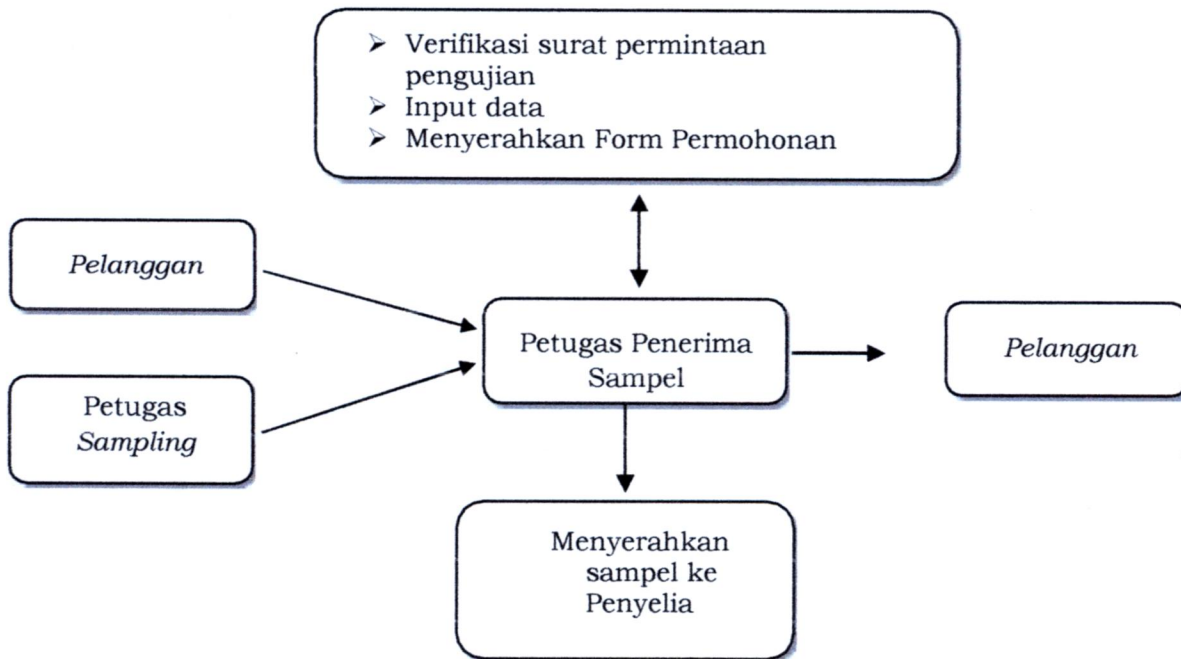 ➢ Verifikasi surat permintaan
pengujian
➢ Input data
➢ Menyerahkan Form Permohonan
Pelanggan
Petugas Penerima
Sampel
Pelanggan
Petugas
Sampling
Menyerahkan
sampel ke
Penyelia